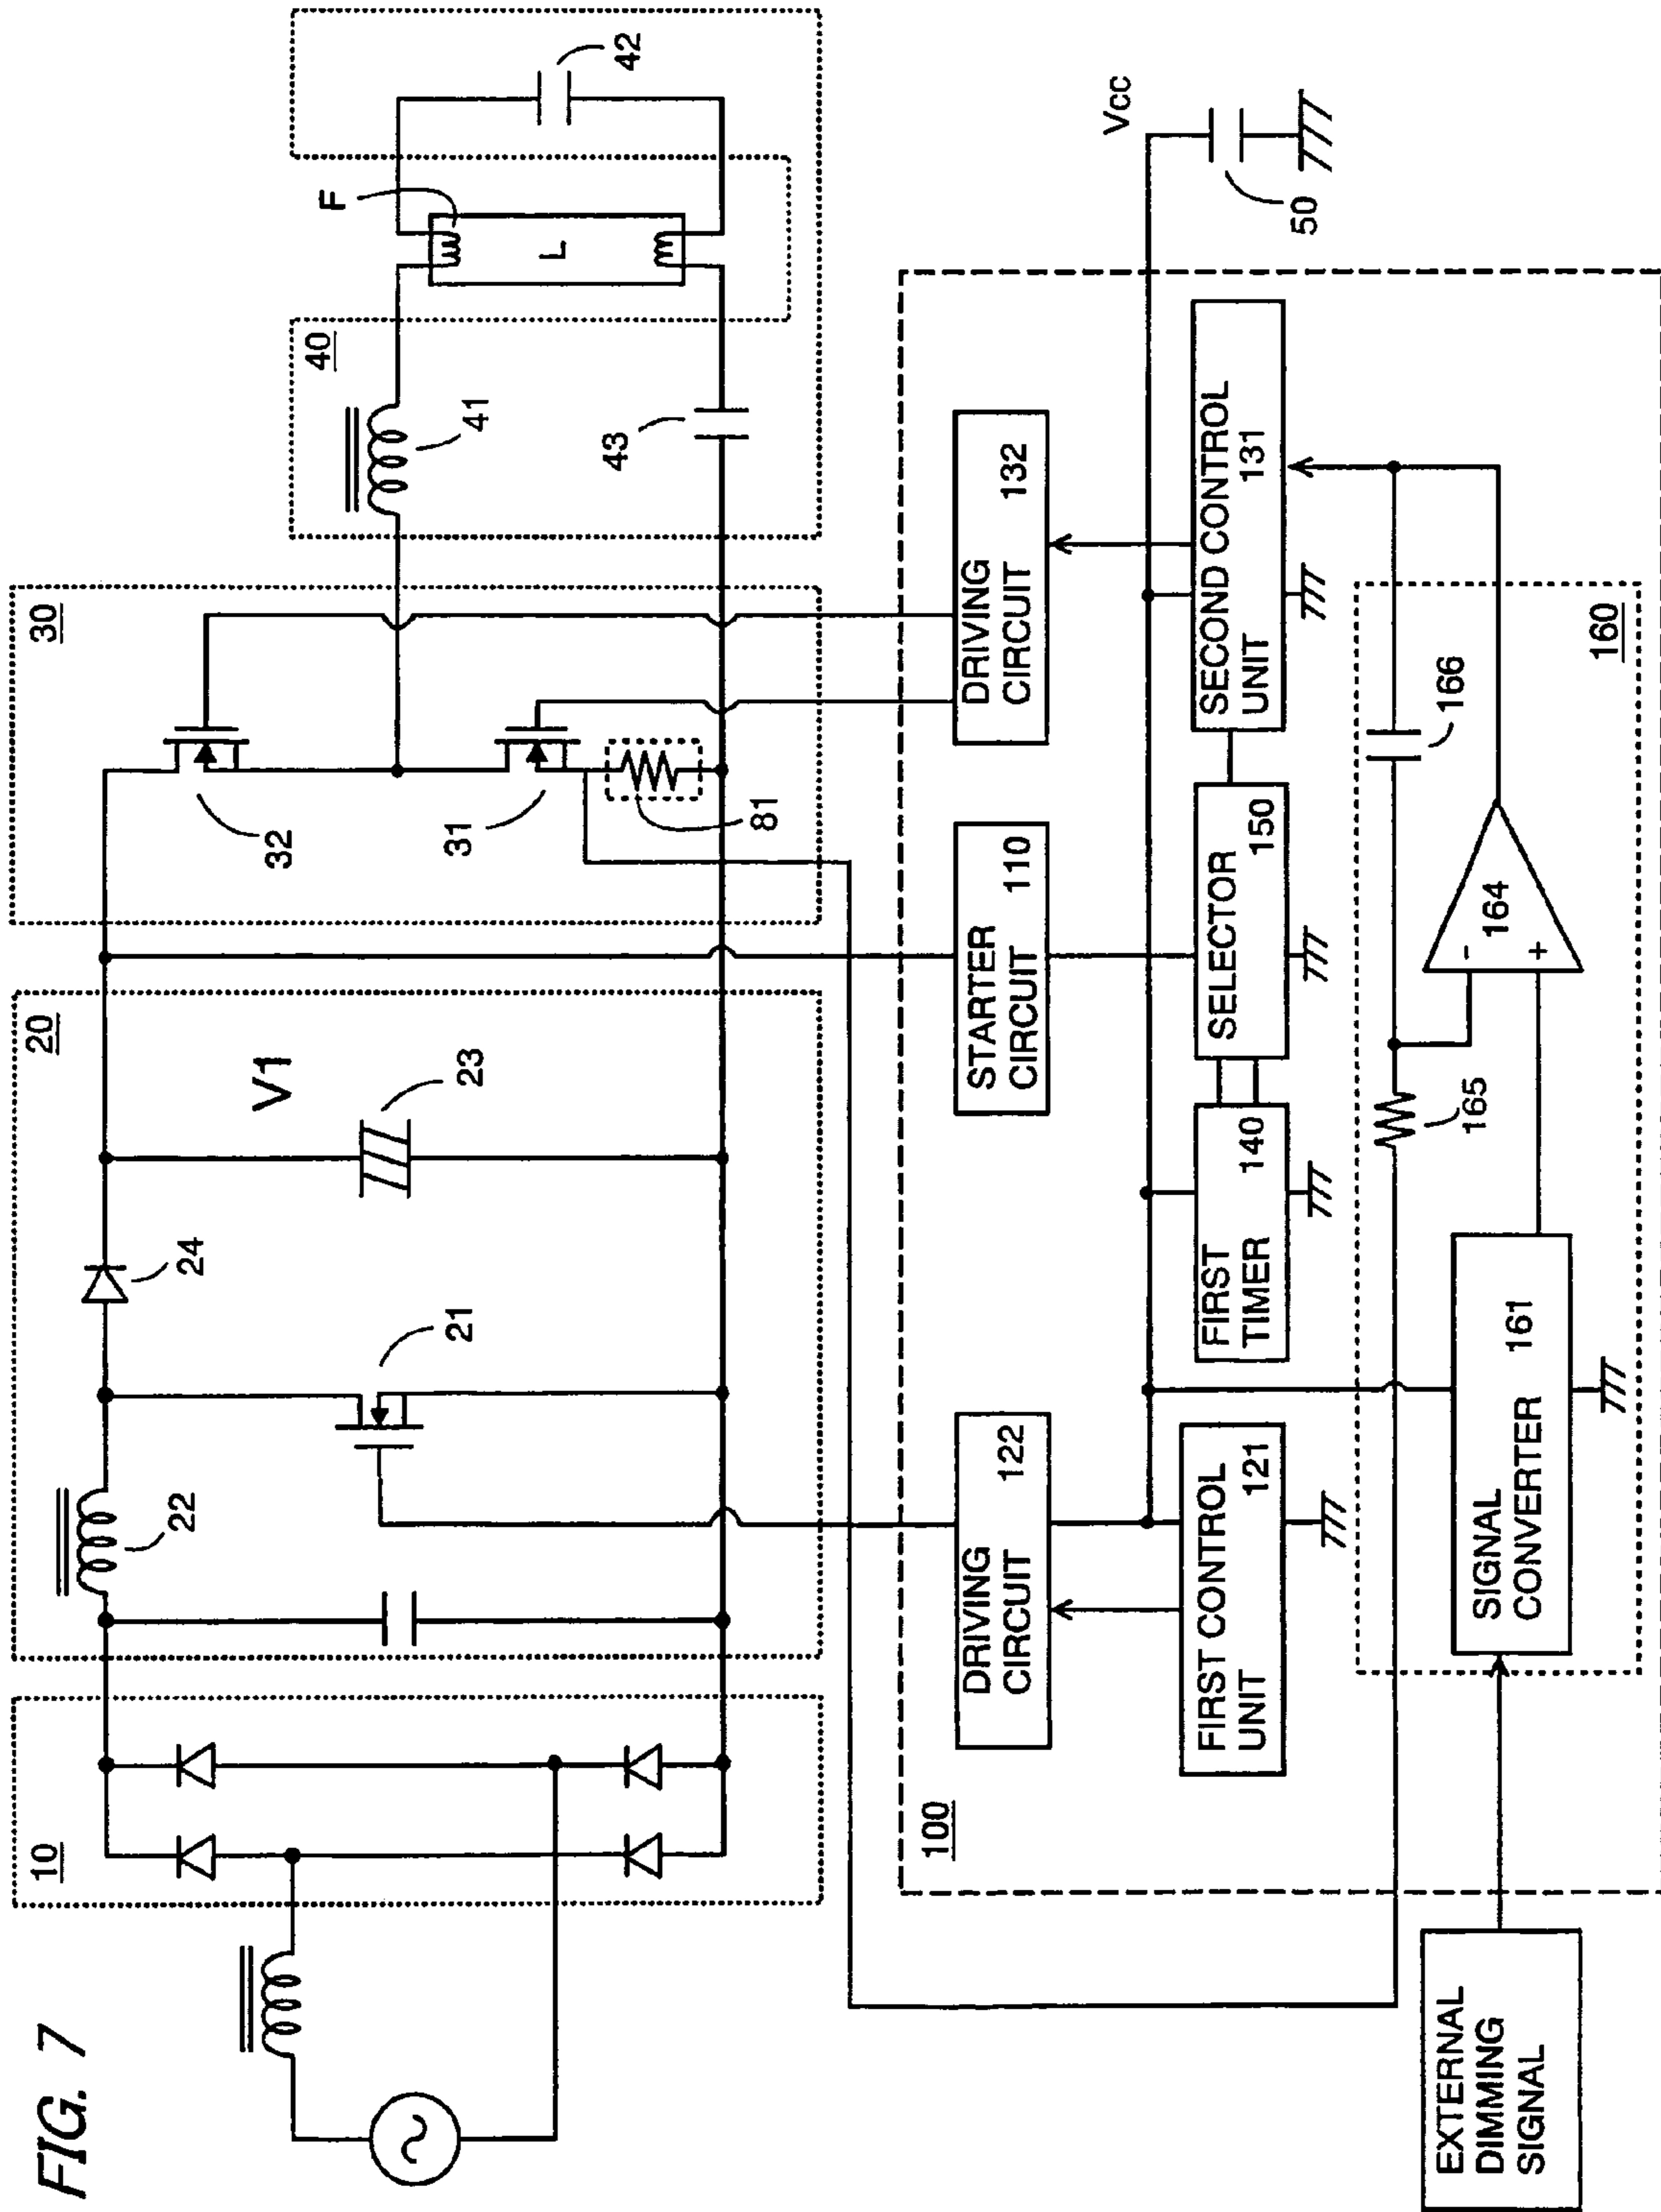 FIG. 7
10
20
30
40
22
24
V1
21
23
32
31
81
41
43
F
L
42
100
DRIVING
CIRCUIT 122
STARTER
CIRCUIT 110
DRIVING
CIRCUIT 132
Vcc
50
FIRST CONTROL
UNIT 121
FIRST
TIMER 140
SELECTOR
150
SECOND CONTROL
UNIT 131
165
166
160
SIGNAL
CONVERTER 161
-
+
164
EXTERNAL
DIMMING
SIGNAL